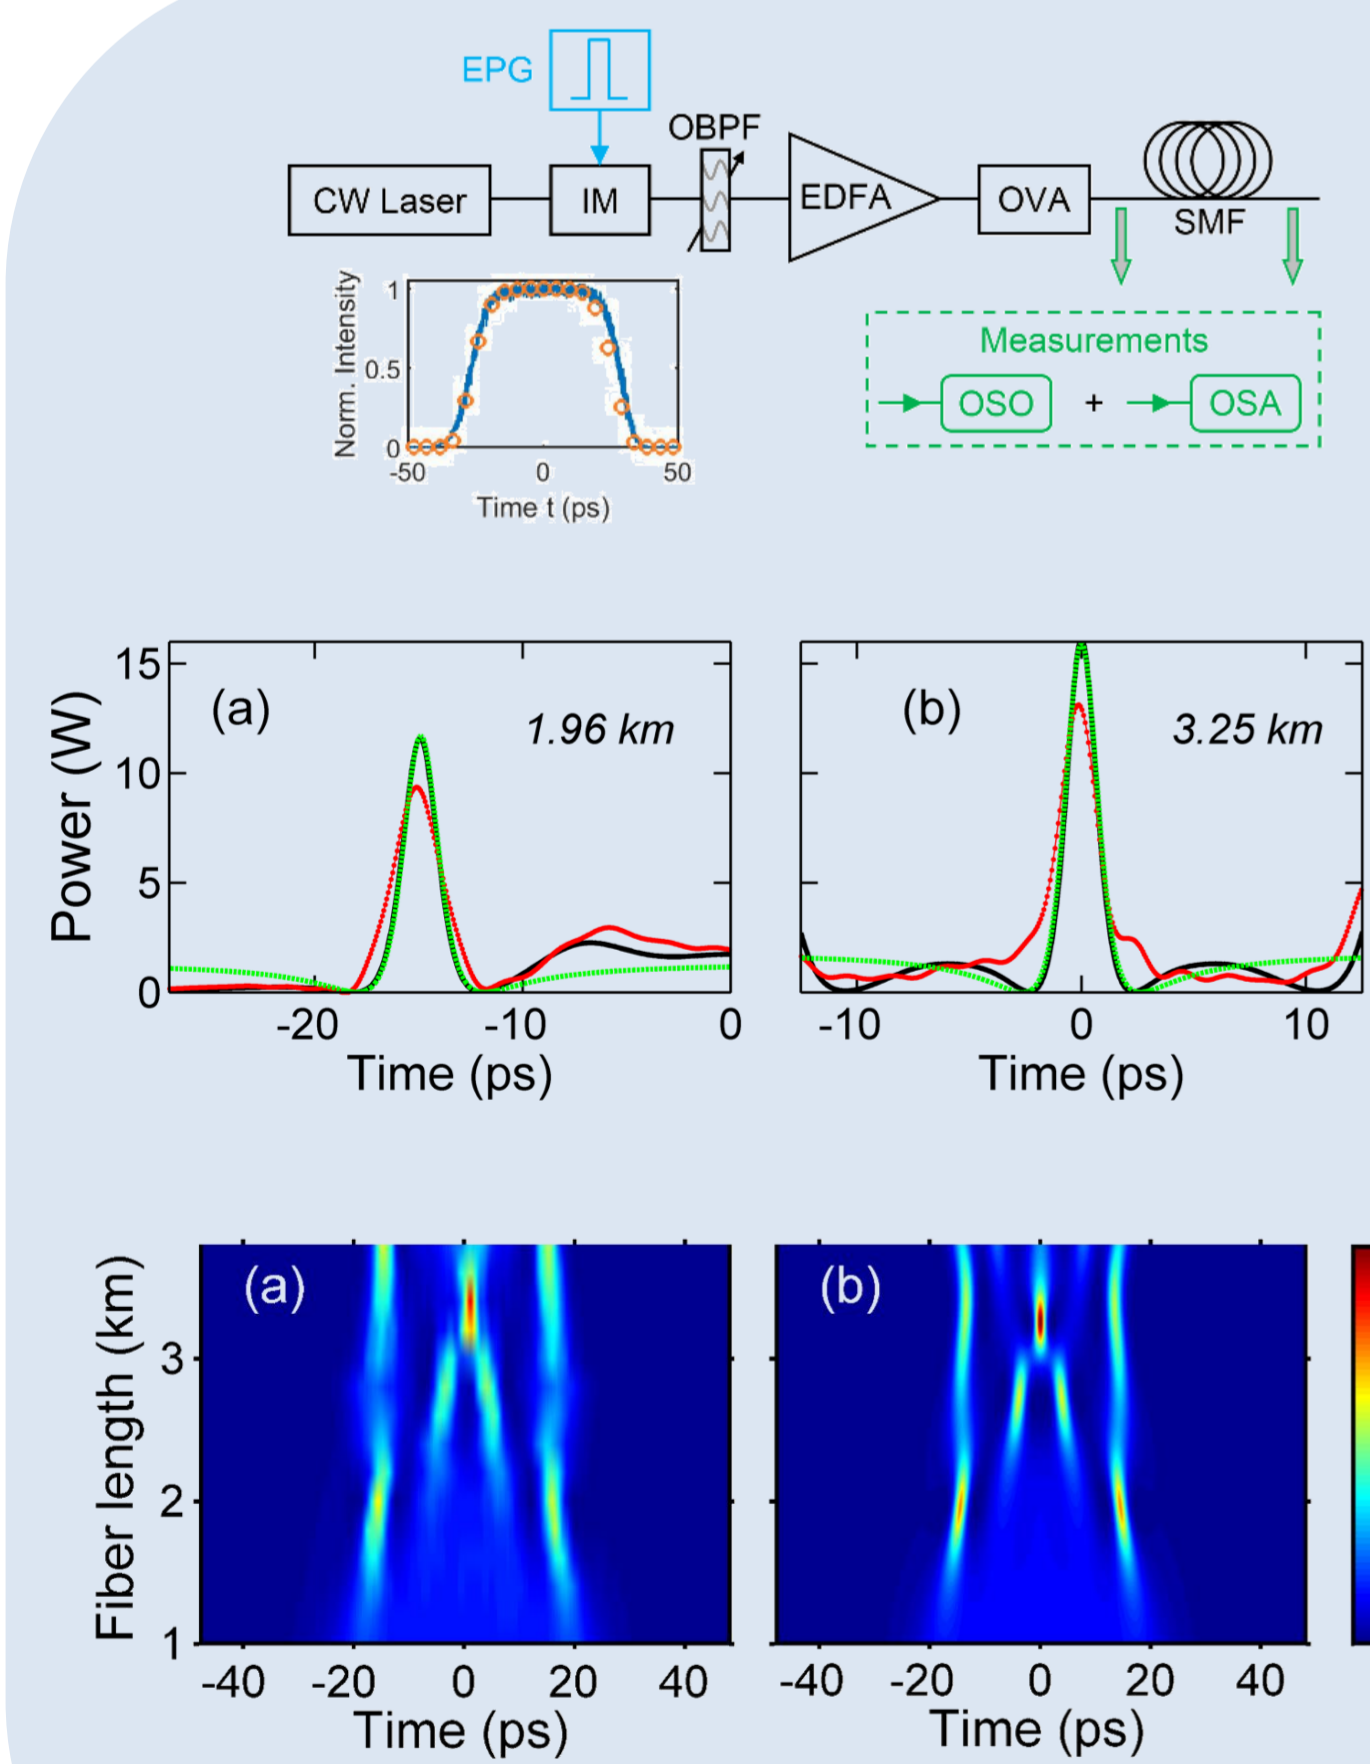 EPG
OBPF
CW Laser
IM
EDFA
OVA
SMF
Norm. Intensity
1
0.5
0
-50
0
50
Time t (ps)
Measurements
OSO
+
OSA
Power (W)
15
10
5
0
(a)
1.96 km
-20
-10
0
Time (ps)
(b)
3.25 km
-10
0
10
Time (ps)
Fiber length (km)
3
2
1
(a)
-40
-20
0
20
40
Time (ps)
(b)
-40
-20
0
20
40
Time (ps)